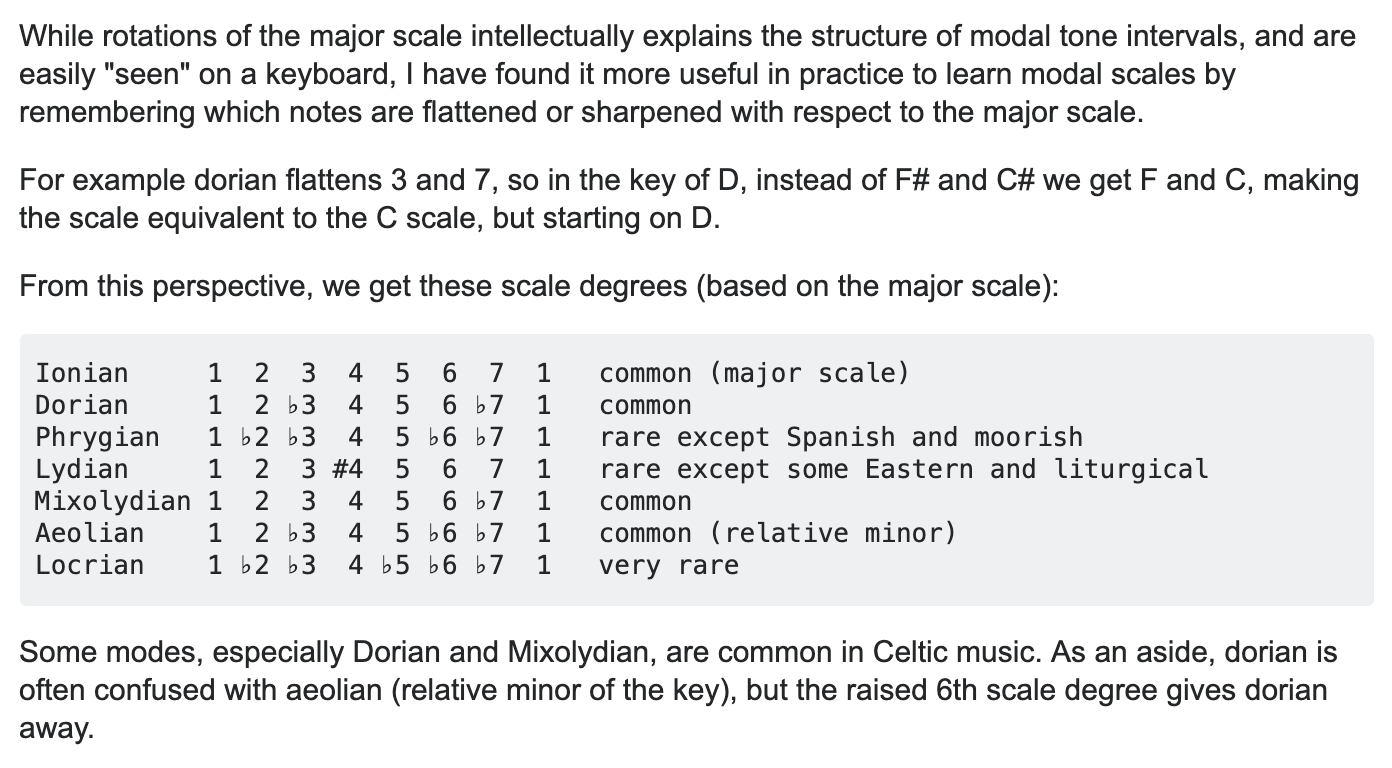 While rotations of the major scale intellectually explains the structure of modal tone intervals, and are
easily "seen" on a keyboard, I have found it more useful in practice to learn modal scales by
remembering which notes are flattened or sharpened with respect to the major scale.
For example dorian flattens 3 and 7, so in the key of D, instead of F# and C# we get F and C, making
the scale equivalent to the C scale, but starting on D.
From this perspective, we get these scale degrees (based on the major scale):
Ionian     1  2  3  4  5  6  7  1   common (major scale)
Dorian     1  2 ♭3  4  5  6 ♭7  1   common
Phrygian   1 ♭2 ♭3  4  5 ♭6 ♭7  1   rare except Spanish and moorish
Lydian     1  2  3 #4  5  6  7  1   rare except some Eastern and liturgical
Mixolydian 1  2  3  4  5  6 ♭7  1   common
Aeolian    1  2 ♭3  4  5 ♭6 ♭7  1   common (relative minor)
Locrian    1 ♭2 ♭3  4 ♭5 ♭6 ♭7  1   very rare
Some modes, especially Dorian and Mixolydian, are common in Celtic music. As an aside, dorian is
often confused with aeolian (relative minor of the key), but the raised 6th scale degree gives dorian
away.